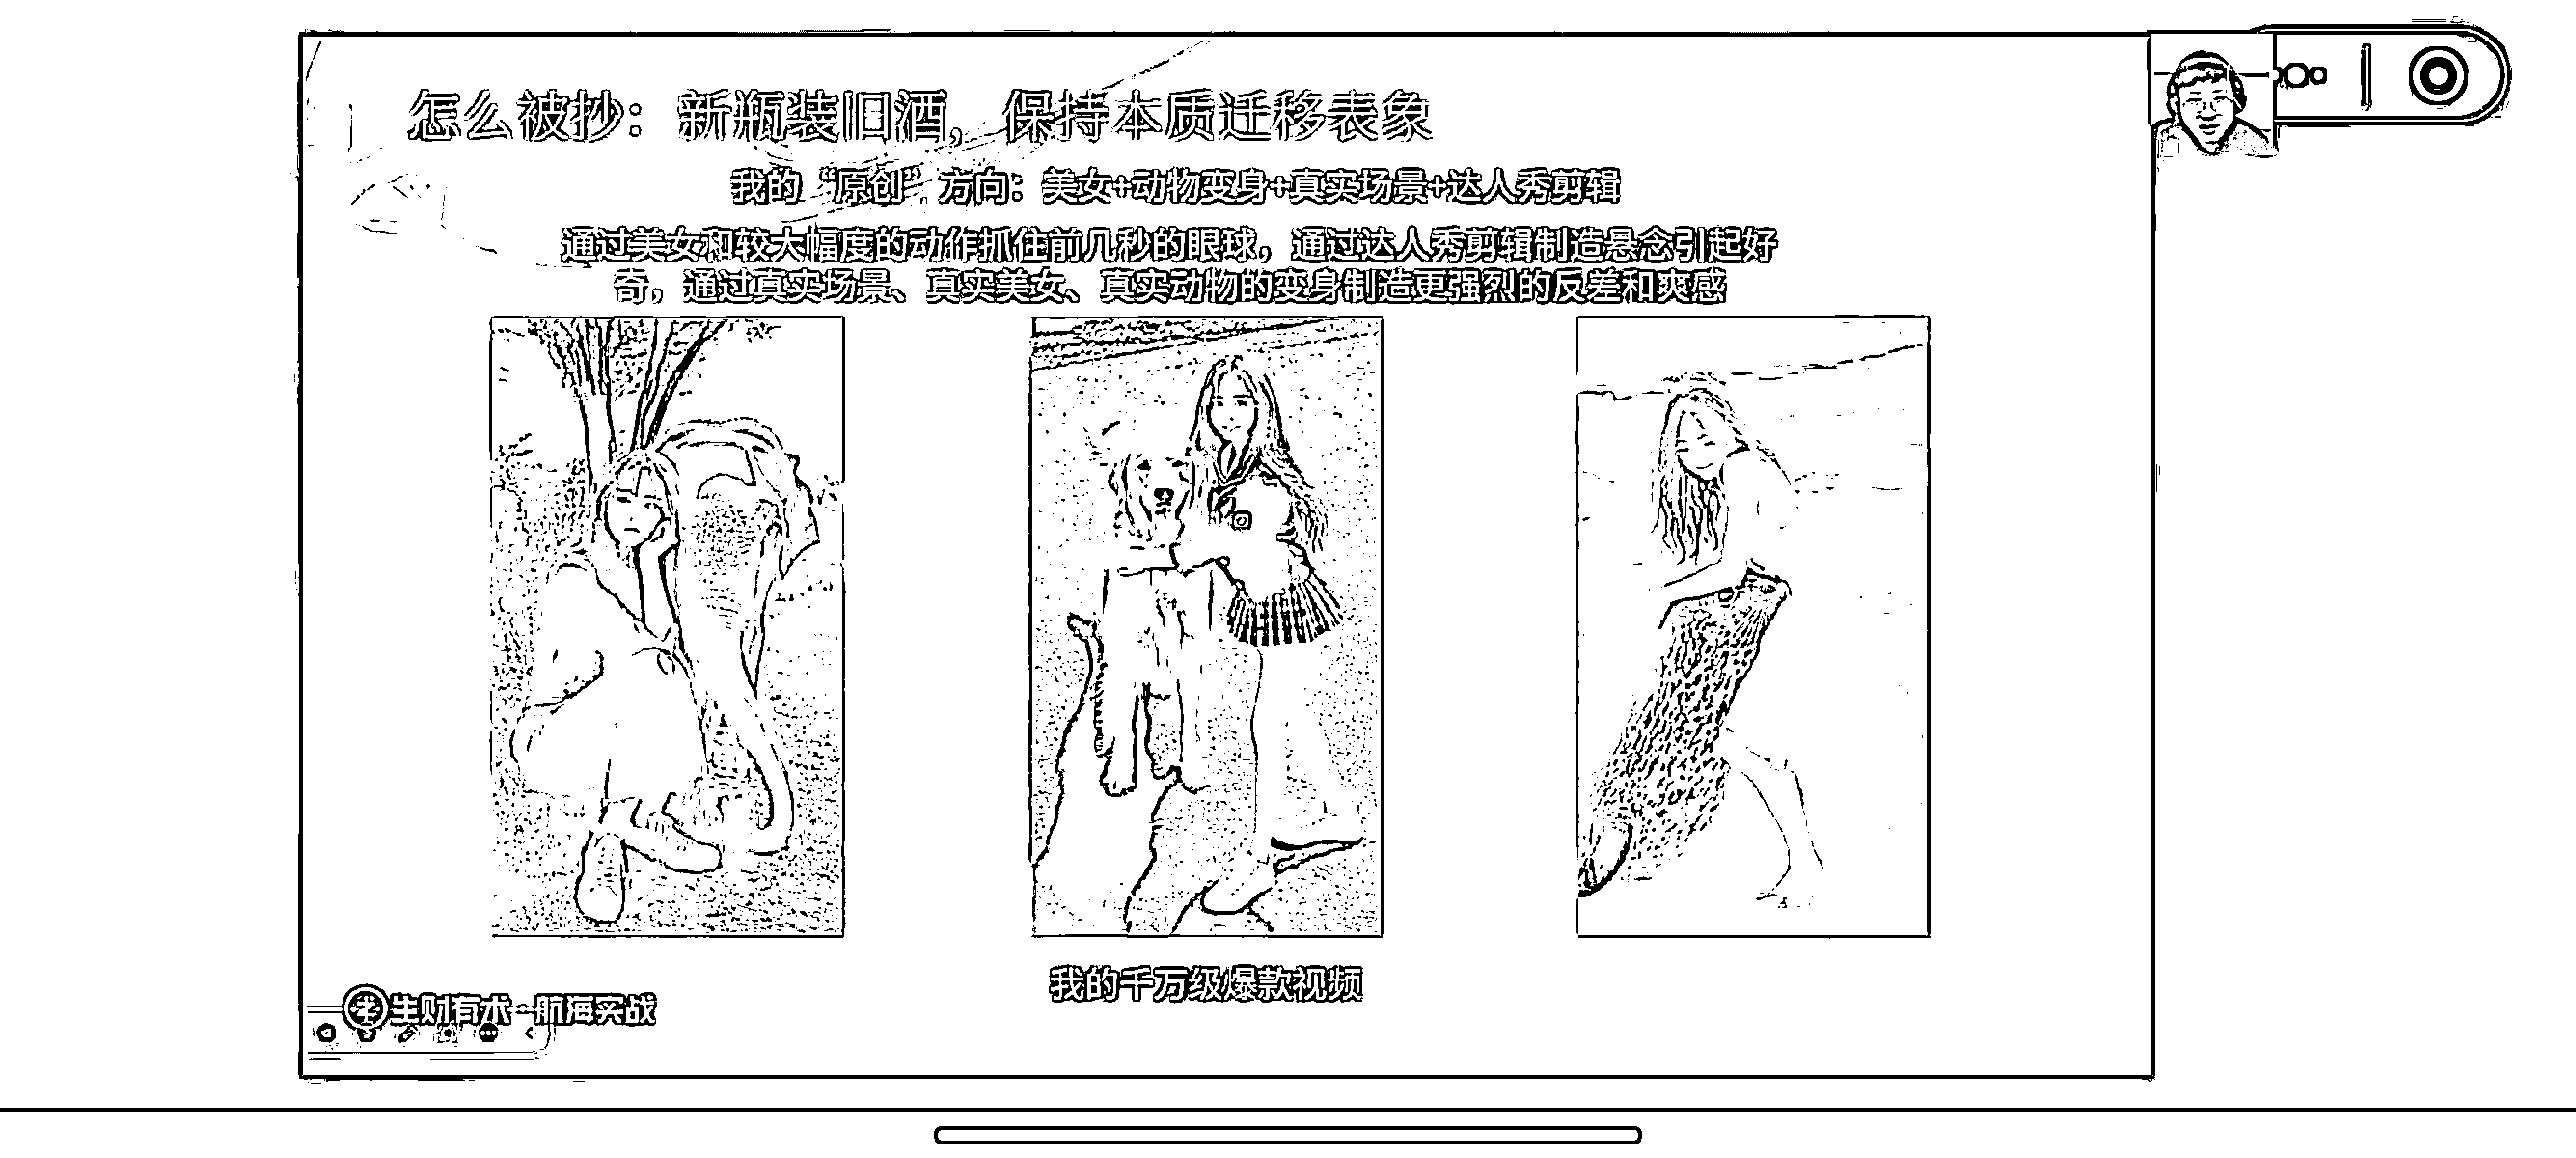 怎么被抄：新瓶装旧酒，保持本质迁移表象
我的“原创”方向：美女+动物变身+真实场景+达人秀剪辑
通过美女和较大幅度的动作抓住前几秒的眼球，通过达人秀剪辑制造悬念引起好
奇，通过真实场景、真实美女、真实动物的变身制造更强烈的反差和爽感
我的千万级爆款视频
生财有术·航海实战